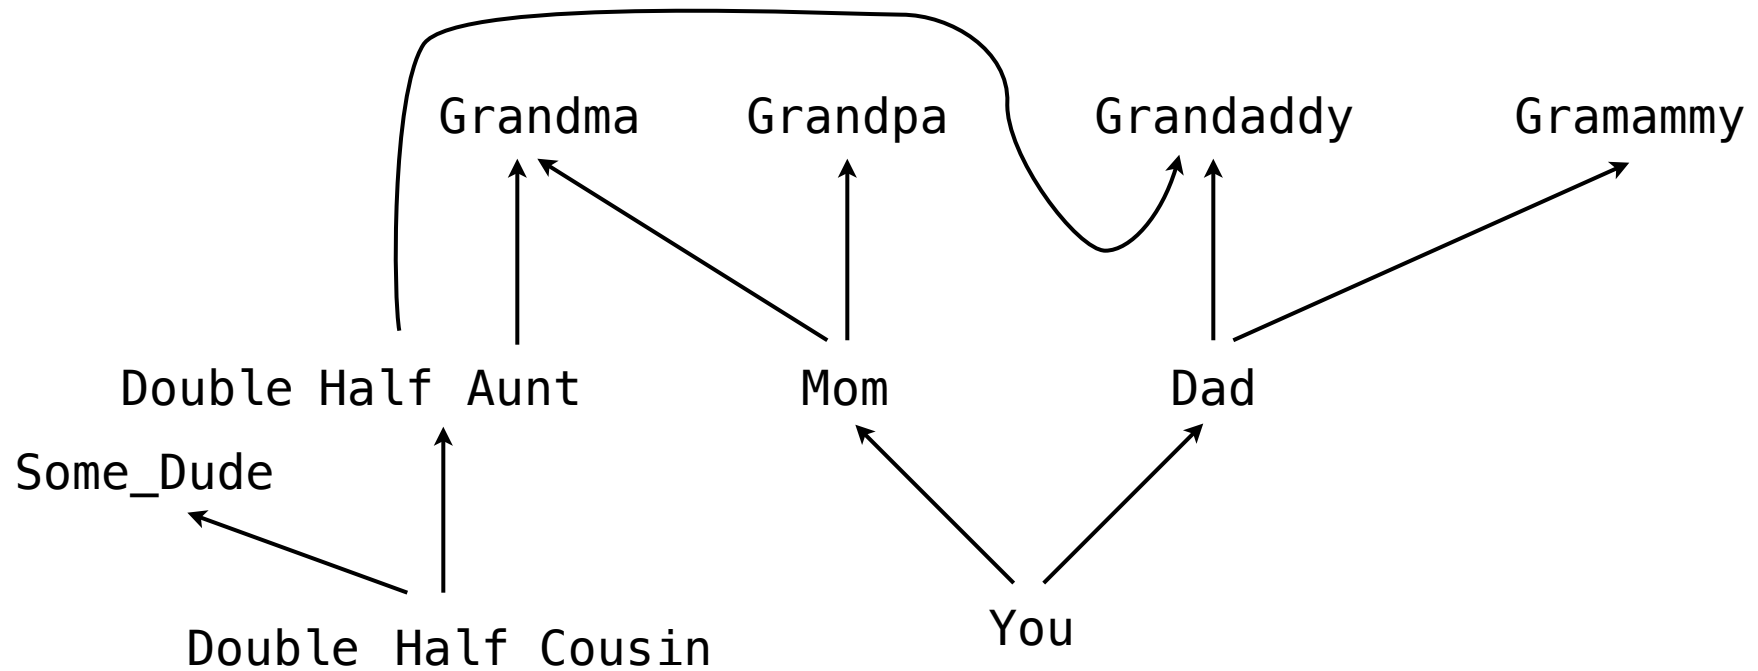 Grandma Grandpa Grandaddy Gramammy
Double Half Aunt Mom Dad
Some_Dude
You
Double Half Cousin